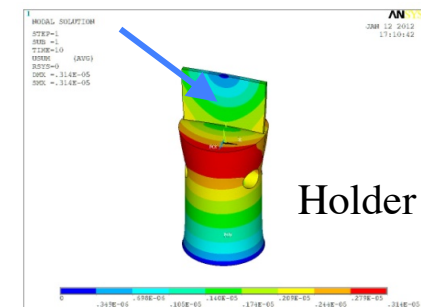 1
NODAL SOLUTION
STEP=1
SUB =1
TIME=10
USUM (AVG)
RSYS=0
DMX =.314E-05
SMX =.314E-05
ANSYS
JAN 12 2012
17:10:42
Holder
0 .698E-06 .140E-05 .209E-05 .279E-05
.349E-06 .105E-05 .174E-05 .244E-05 .314E-05